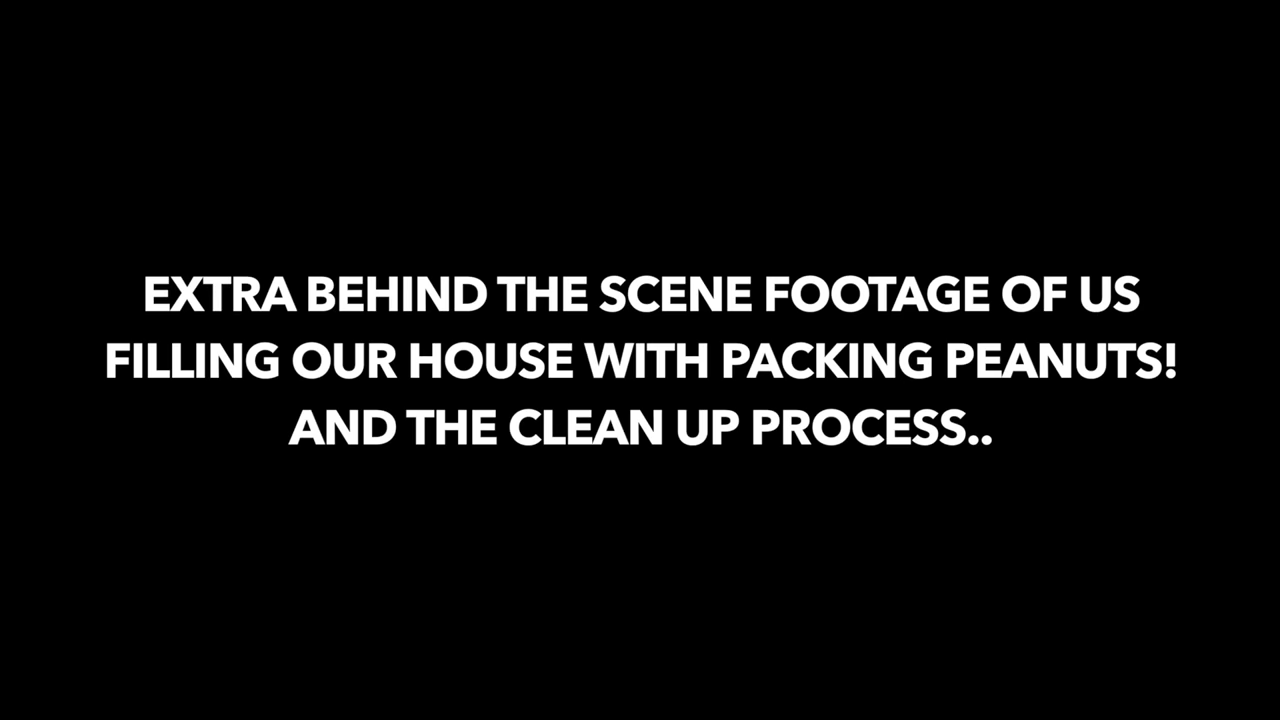 EXTRA BEHIND THE SCENE FOOTAGE OF US
FILLING OUR HOUSE WITH PACKING PEANUTS!
AND THE CLEAN UP PROCESS..